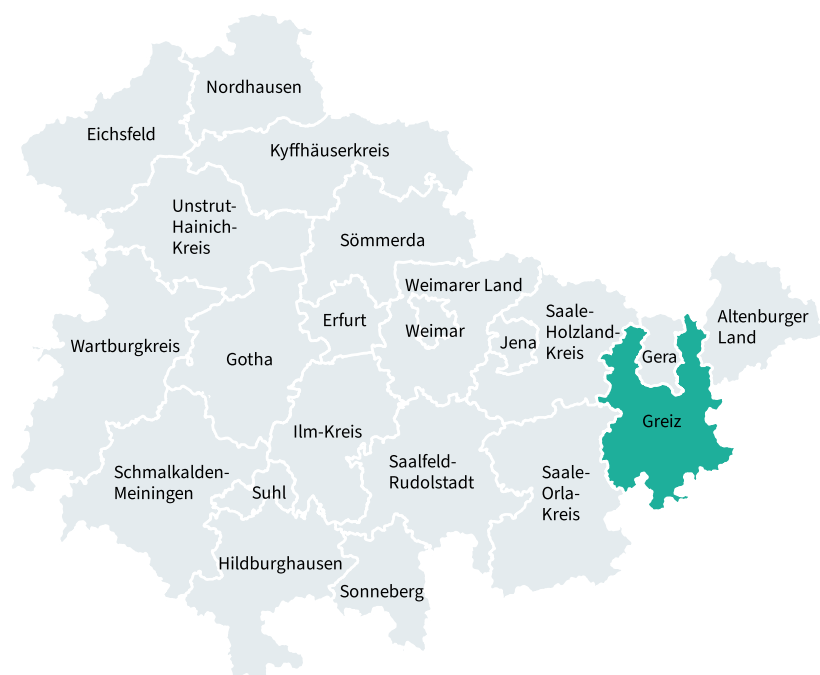 Nordhausen
Eichsfeld
Kyffhäuserkreis
Unstrut-
Hainich-
Kreis
Sömmerda
Weimarer Land
Erfurt
Weimar
Jena
Saale-
Holzland-
Kreis
Gera
Altenburger
Land
Wartburgkreis
Gotha
Greiz
Ilm-Kreis
Schmalkalden-
Meiningen
Suhl
Saalfeld-
Rudolstadt
Saale-
Orla-
Kreis
Hildburghausen
Sonneberg